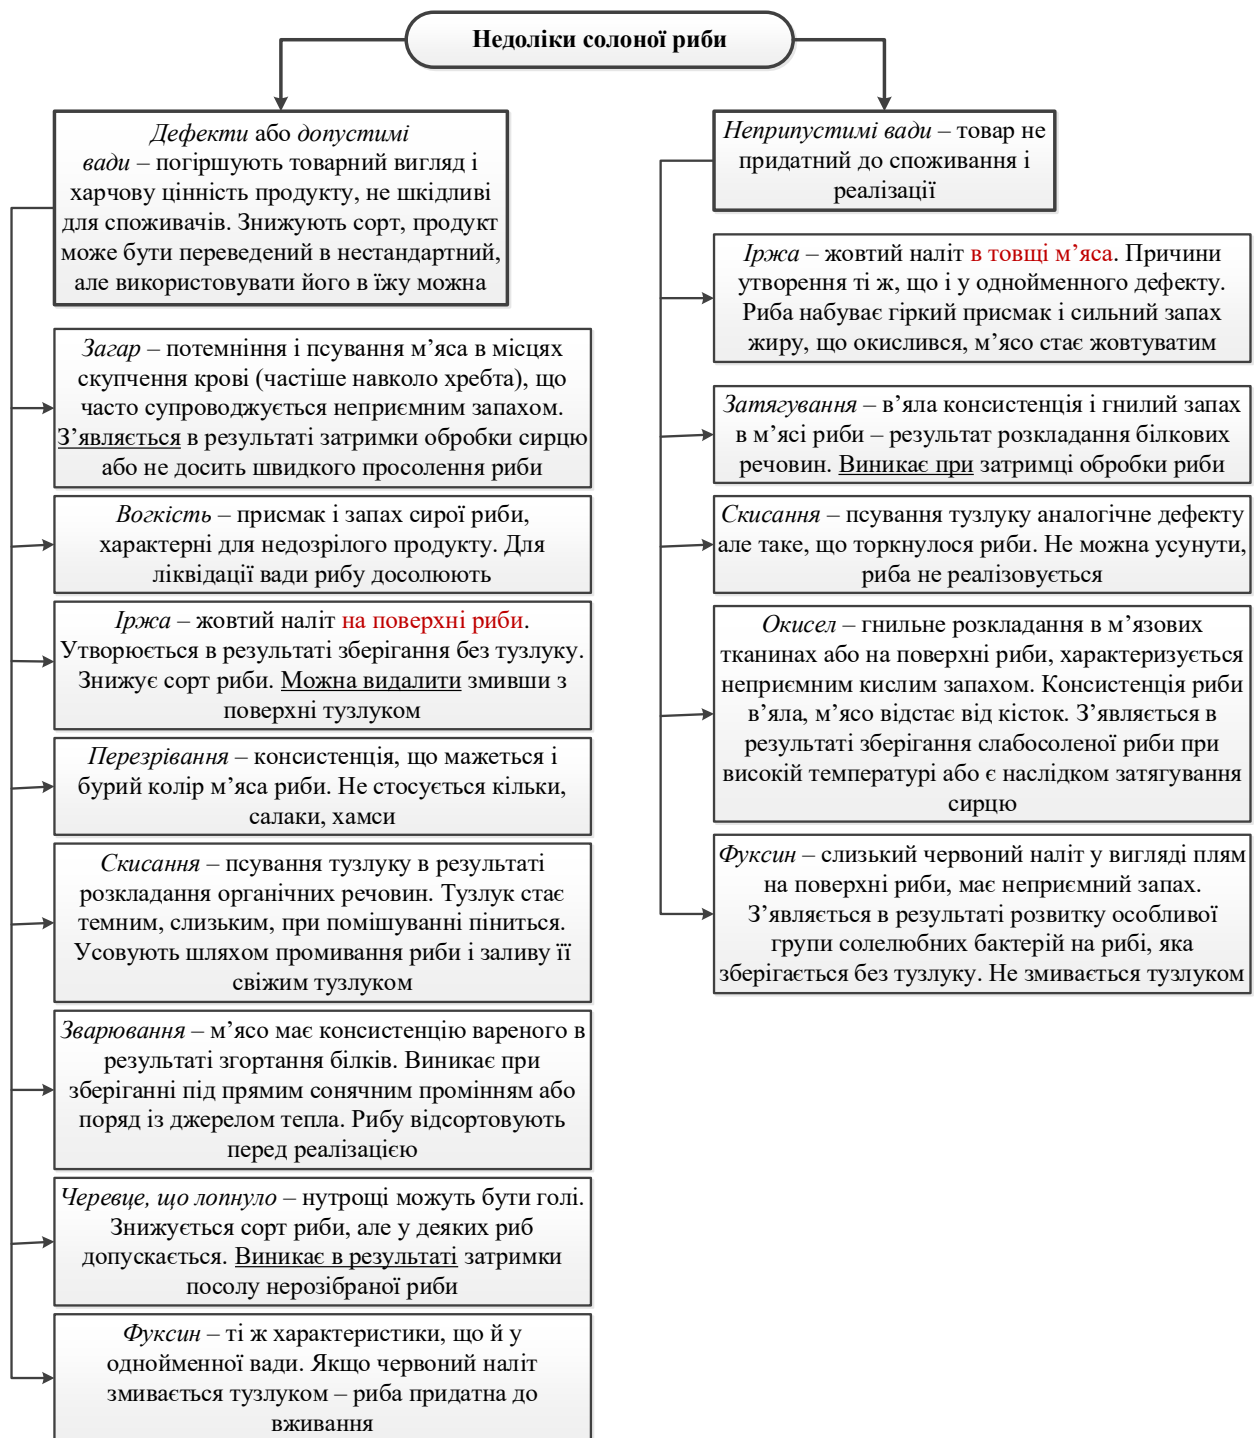 Недоліки солоної риби
Дефекти або допустимі
вади – погіршують товарний вигляд і
харчову цінність продукту, не шкідливі
для споживачів. Знижують сорт, продукт
може бути переведений в нестандартний,
але використовувати його в їжу можна
Загар – потемніння і псування м’яса в місцях
скупчення крові (частіше навколо хребта), що
часто супроводжується неприємним запахом.
З’являється в результаті затримки обробки сирцю
або не досить швидкого просолення риби
Вогкість – присмак і запах сирої риби,
характерні для недозрілого продукту. Для
ліквідації вади рибу досолюють
Іржа – жовтий наліт на поверхні риби.
Утворюється в результаті зберігання без тузлуку.
Знижує сорт риби. Можна видалити змивши з
поверхні тузлуком
Перезрівання – консистенція, що мажеться і
бурий колір м’яса риби. Не стосується кільки,
салаки, хамси
Скисання – псування тузлуку в результаті
розкладання органічних речовин. Тузлук стає
темним, слизьким, при помішуванні піниться.
Усовують шляхом промивання риби і заливу її
свіжим тузлуком
Зварювання – м’ясо має консистенцію вареного в
результаті згортання білків. Виникає при
зберіганні під прямим сонячним промінням або
поряд із джерелом тепла. Рибу відсортовують
перед реалізацією
Черевце, що лопнуло – нутрощі можуть бути голі.
Знижується сорт риби, але у деяких риб
допускається. Виникає в результаті затримки
посолу нерозібраної риби
Фуксин – ті ж характеристики, що й у
однойменної вади. Якщо червоний наліт
змивається тузлуком – риба придатна до
вживання
Неприпустимі вади – товар не
придатний до споживання і
реалізації
Іржа – жовтий наліт в товщі м’яса. Причини
утворення ті ж, що і у однойменного дефекту.
Риба набуває гіркий присмак і сильний запах
жиру, що окислився, м’ясо стає жовтуватим
Затягування – в’яла консистенція і гнилий запах
в м’ясі риби – результат розкладання білкових
речовин. Виникає при затримці обробки риби
Скисання – псування тузлуку аналогічне дефекту
але таке, що торкнулося риби. Не можна усунути,
риба не реалізовується
Окисел – гнильне розкладання в м’язових
тканинах або на поверхні риби, характеризується
неприємним кислим запахом. Консистенція риби
в’яла, м’ясо відстає від кісток. З’являється в
результаті зберігання слабосоленої риби при
високій температурі або є наслідком затягування
сирцю
Фуксин – слизький червоний наліт у вигляді плям
на поверхні риби, має неприємний запах.
З’являється в результаті розвитку особливої
групи солелюбних бактерій на рибі, яка
зберігається без тузлуку. Не змивається тузлуком